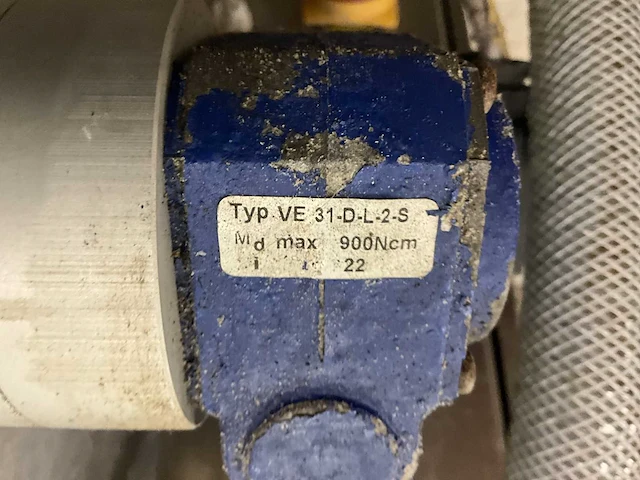 Typ VE 31-D-L-2-S
Md max 900Ncm
i 22